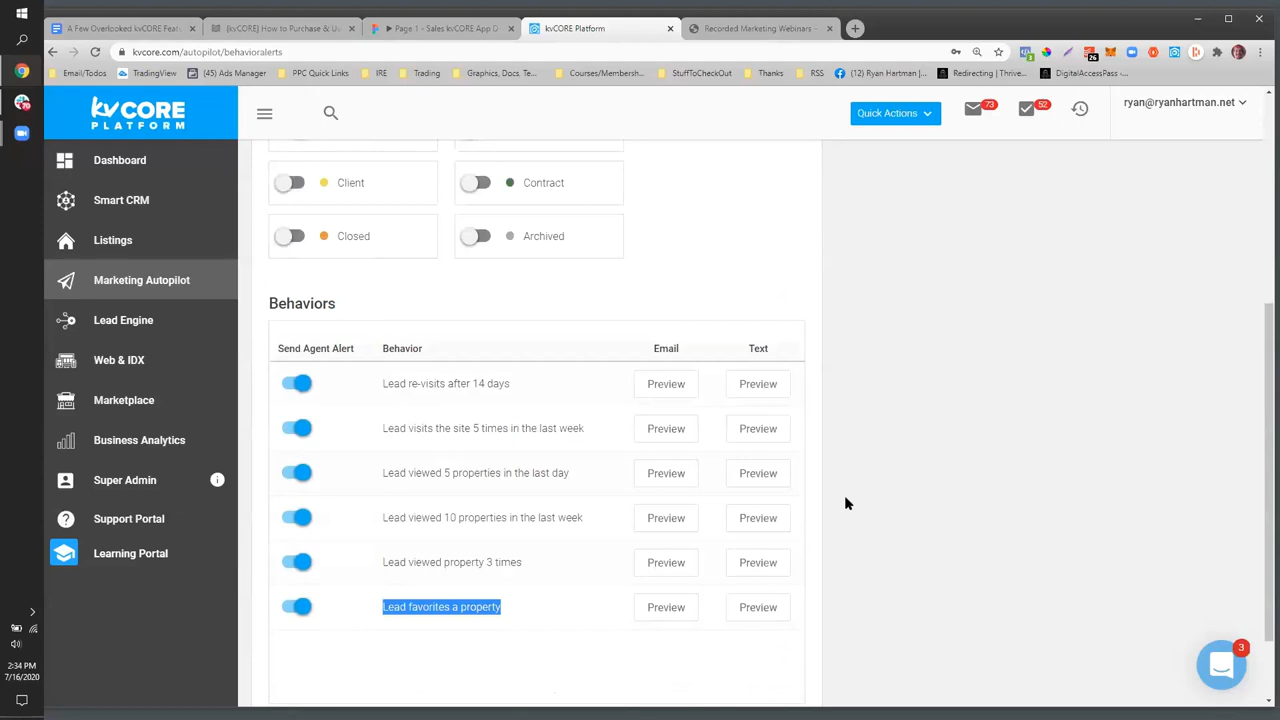 A Few Overlooked kvCORE Feat
[kvCORE] How to Purchase & U
Page 1 - Sales kvCORE App D
kvCORE Platform
Recorded Marketing Webinars -
kvcore.com/autopilot/behavioralerts
Email/Todos
TradingView
(45) Ads Manager
PPC Quick Links
IRE
Trading
Graphics, Docs, Te...
Courses/Membersh...
StuffToCheckOut
Thanks
RSS
(12) Ryan Hartman |...
Redirecting | Thrive...
DigitalAccessPass -...
kvCORE
PLATFORM
Quick Actions
73
52
ryan@ryanhartman.net
Dashboard
Smart CRM
Listings
Marketing Autopilot
Lead Engine
Web & IDX
Marketplace
Business Analytics
Super Admin
Support Portal
Learning Portal
Client
Contract
Closed
Archived
Behaviors
Send Agent Alert Behavior Email Text
Lead re-visits after 14 days Preview Preview
Lead visits the site 5 times in the last week Preview Preview
Lead viewed 5 properties in the last day Preview Preview
Lead viewed 10 properties in the last week Preview Preview
Lead viewed property 3 times Preview Preview
Lead favorites a property Preview Preview
3
2:34 PM
7/16/2020